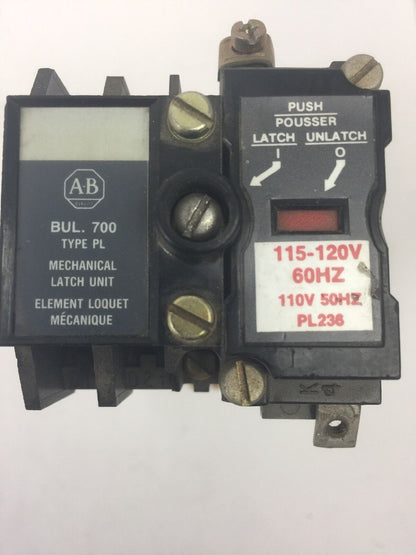 A-B
BUL. 700
TYPE PL
MECHANICAL
LATCH UNIT
ELEMENT LOQUET
MÉCANIQUE
PUSH
POUSSER
LATCH UNLATCH
I O
115-120V
60HZ
110V 50HZ
PL236